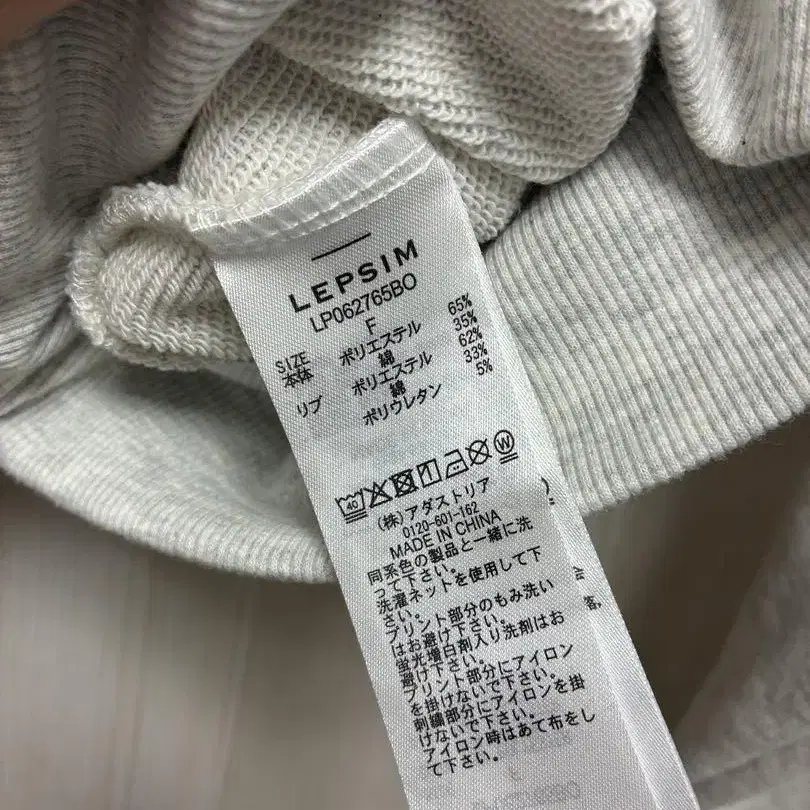 LEPSIM
LP062765BO
SIZE F
本体 ポリエステル 65%
綿 35%
リブ ポリエステル 62%
綿 33%
ポリウレタン 5%
40 W
(株)アダストリア
0120-601-162
MADE IN CHINA
同系色の製品と一緒に洗
って下さい。
洗濯ネットを使用して下
さい。
プリント部分のもみ洗い
はお避け下さい。
蛍光増白剤入り洗剤はお
避け下さい。
プリント部分にアイロン
を掛けないで下さい。
刺繍部分にアイロンを掛
けないで下さい。
アイロン時はあて布をし
て下さい。